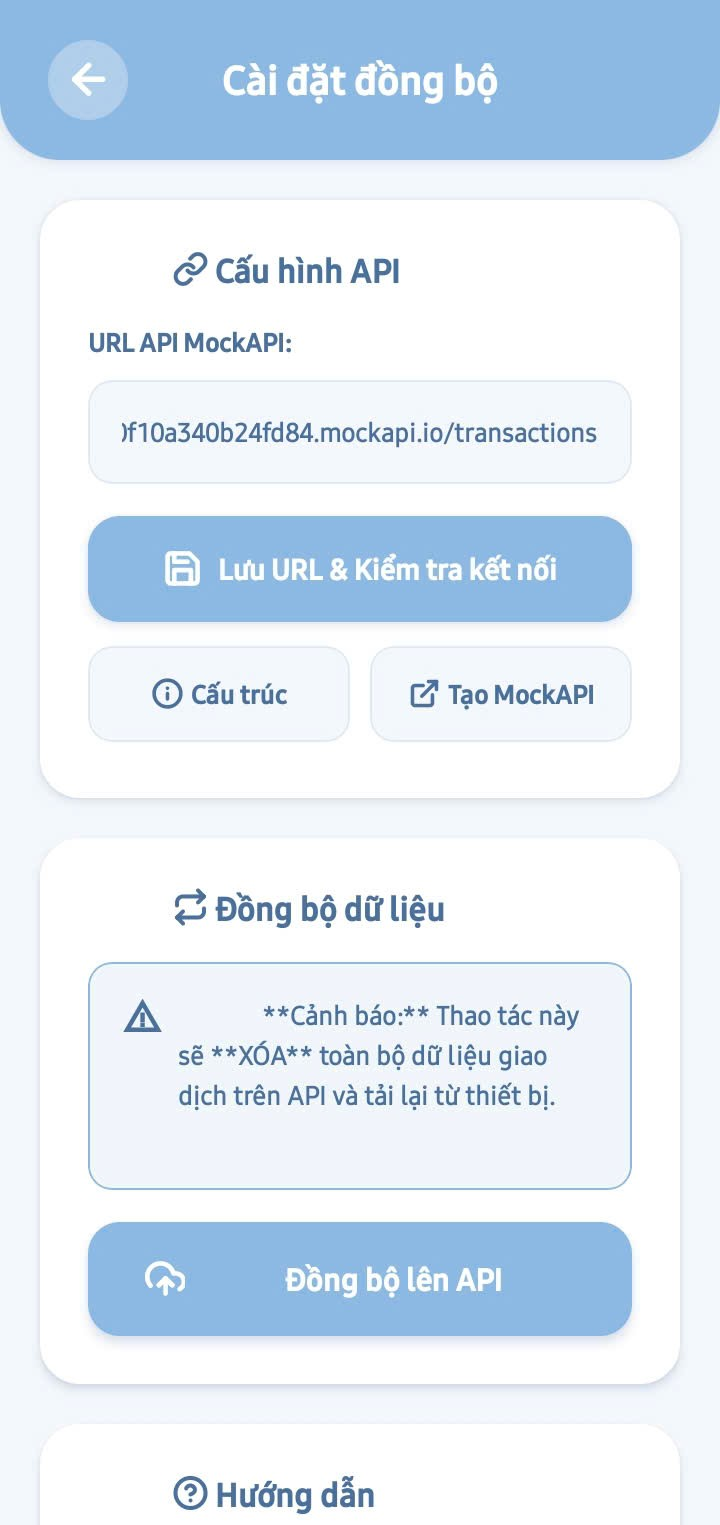 Cài đặt đồng bộ
Cấu hình API
URL API MockAPI:
0f10a340b24fd84.mockapi.io/transactions
Lưu URL & Kiểm tra kết nối
Cấu trúc
Tạo MockAPI
Đồng bộ dữ liệu
**Cảnh báo:** Thao tác này
sẽ **XÓA** toàn bộ dữ liệu giao
dịch trên API và tải lại từ thiết bị.
Đồng bộ lên API
Hướng dẫn